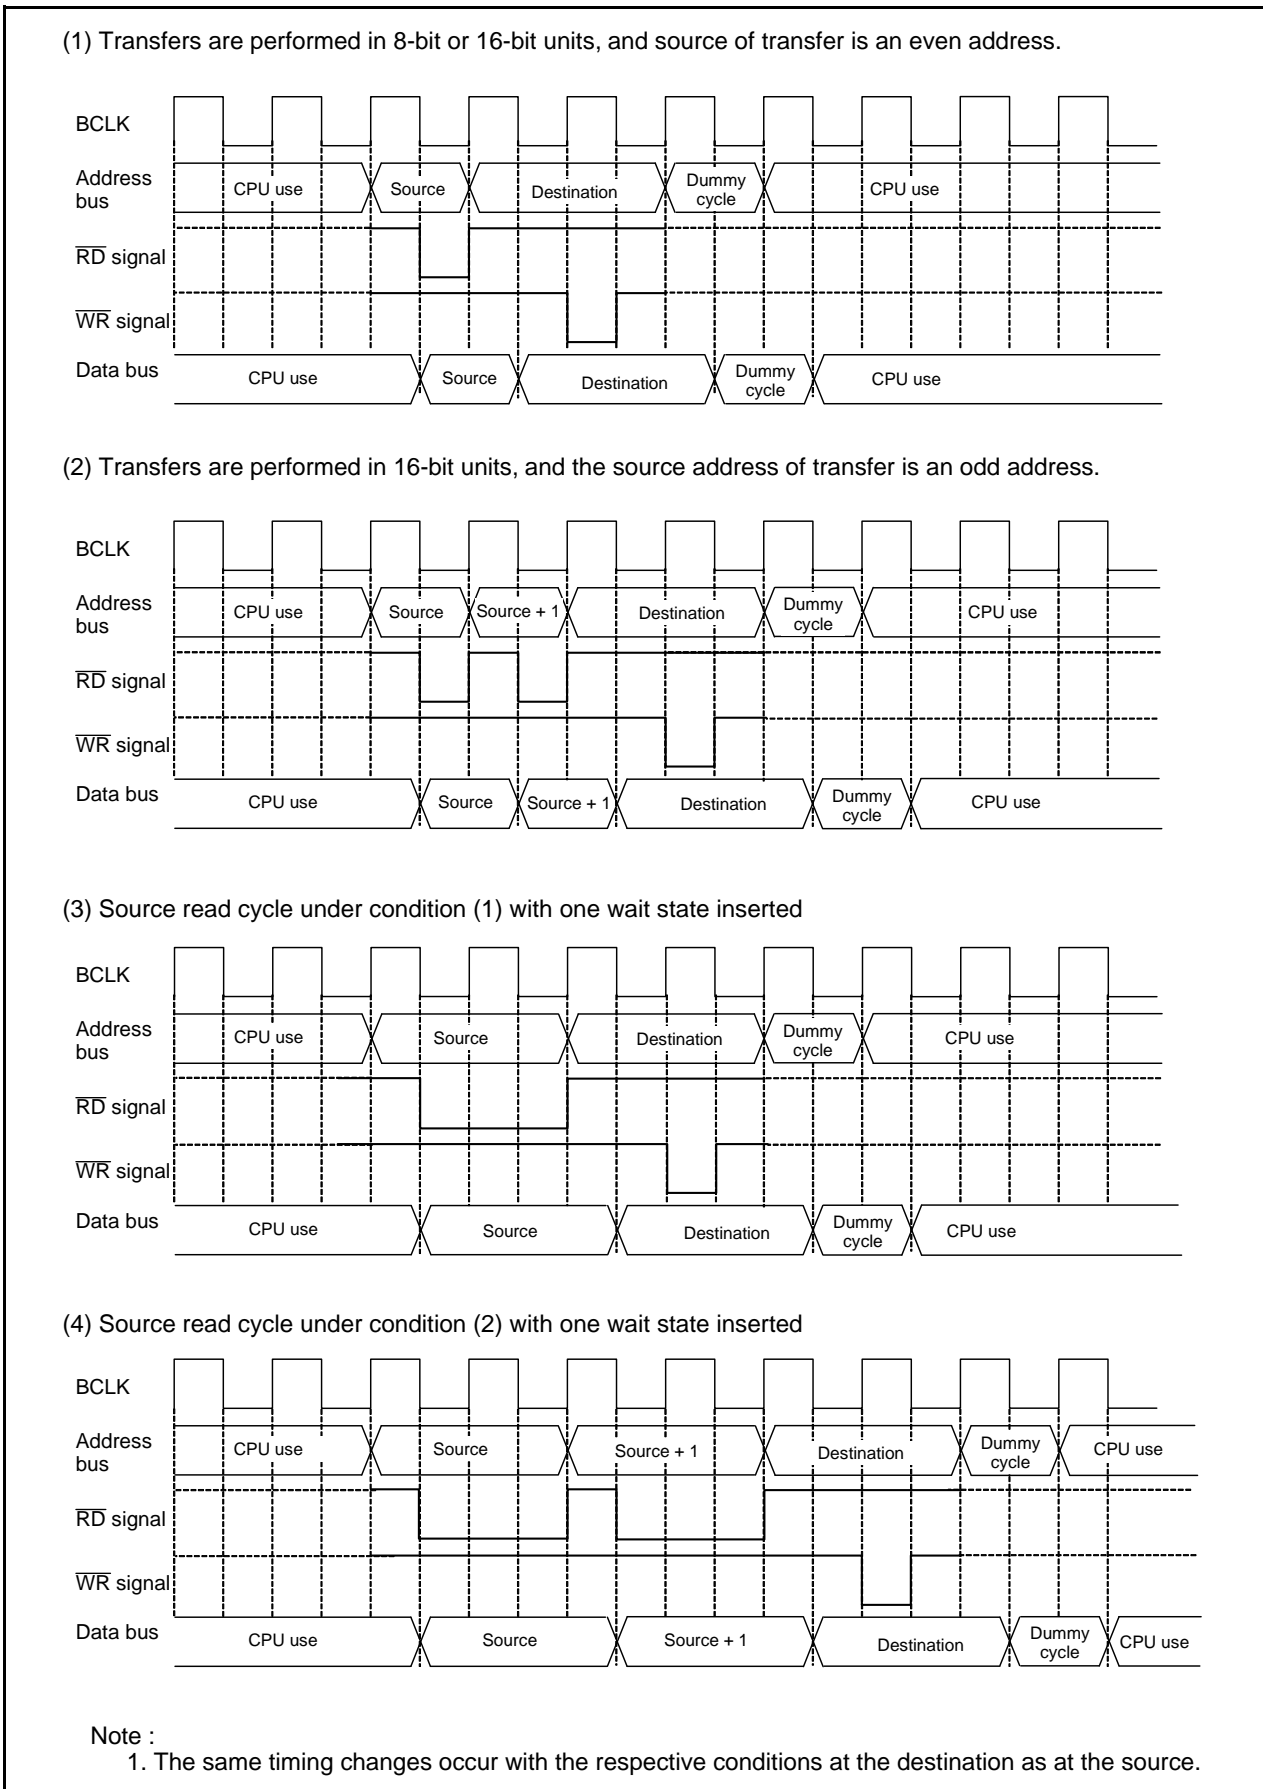 (1) Transfers are performed in 8-bit or 16-bit units, and source of transfer is an even address.
BCLK
Address
bus
CPU use
Source
Destination
Dummy
cycle
CPU use
RD signal
WR signal
Data bus
CPU use
Source
Destination
Dummy
cycle
CPU use
(2) Transfers are performed in 16-bit units, and the source address of transfer is an odd address.
BCLK
Address
bus
CPU use
Source
Source + 1
Destination
Dummy
cycle
CPU use
RD signal
WR signal
Data bus
CPU use
Source
Source + 1
Destination
Dummy
cycle
CPU use
(3) Source read cycle under condition (1) with one wait state inserted
BCLK
Address
bus
CPU use
Source
Destination
Dummy
cycle
CPU use
RD signal
WR signal
Data bus
CPU use
Source
Destination
Dummy
cycle
CPU use
(4) Source read cycle under condition (2) with one wait state inserted
BCLK
Address
bus
CPU use
Source
Source + 1
Destination
Dummy
cycle
CPU use
RD signal
WR signal
Data bus
CPU use
Source
Source + 1
Destination
Dummy
cycle
CPU use
Note :
1. The same timing changes occur with the respective conditions at the destination as at the source.